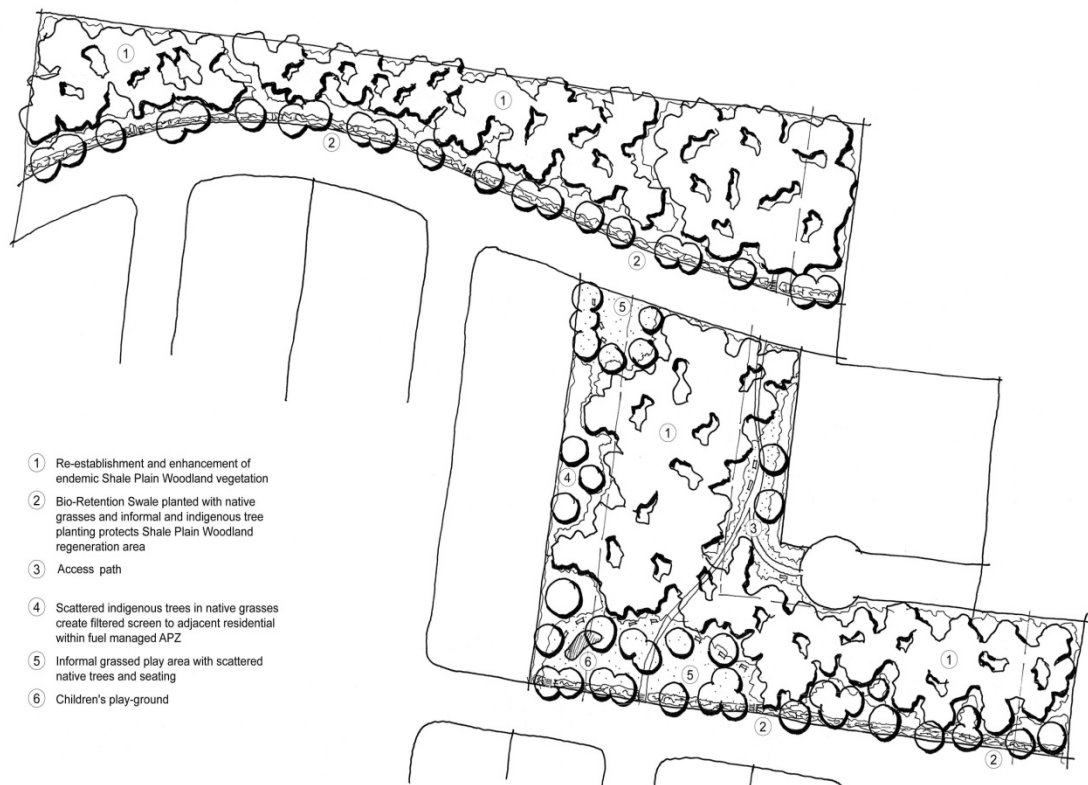 1
1
2
2
5
1
4
3
6
5
1
2
2
1 Re-establishment and enhancement of
endemic Shale Plain Woodland vegetation
2 Bio-Retention Swale planted with native
grasses and informal and indigenous tree
planting protects Shale Plain Woodland
regeneration area
3 Access path
4 Scattered indigenous trees in native grasses
create filtered screen to adjacent residential
within fuel managed APZ
5 Informal grassed play area with scattered
native trees and seating
6 Children's play-ground